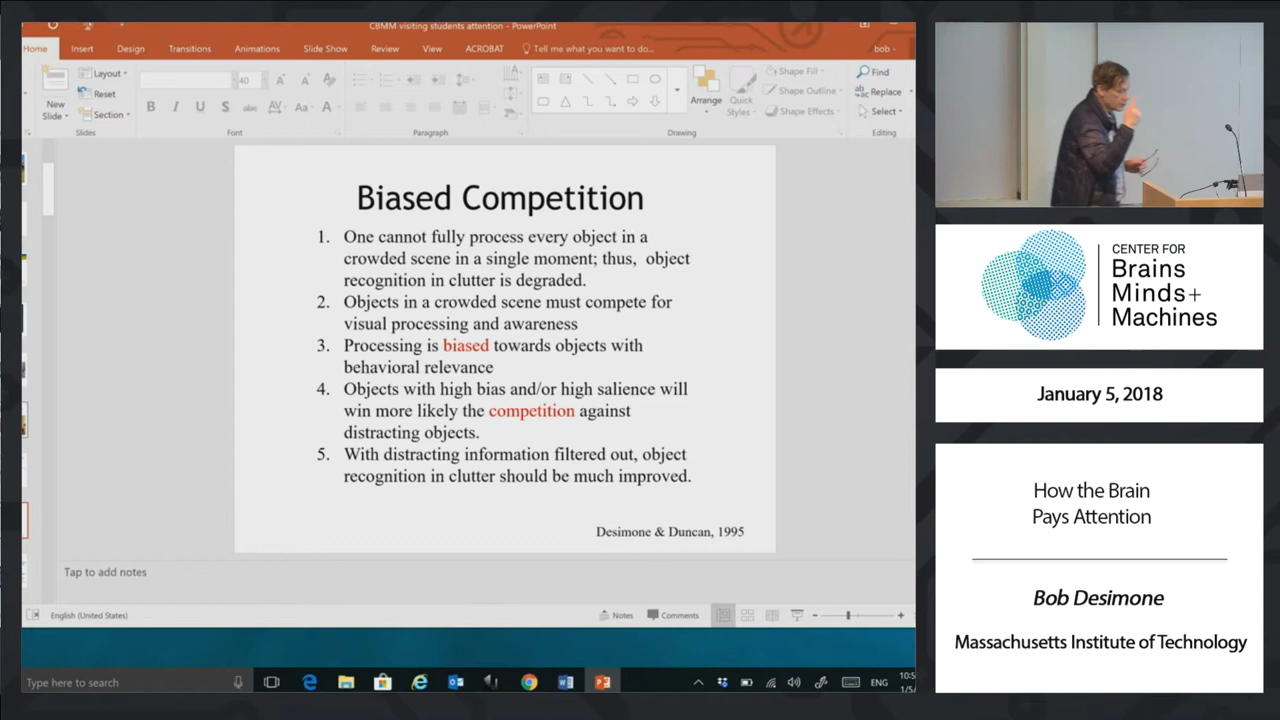 CBMM visiting students attention - PowerPoint
Home Insert Design Transitions Animations Slide Show Review View ACROBAT Tell me what you want to do... bob
New Slide
Layout
Reset
Section
Slides
40
B I U S abc AV Aa A
Font
Paragraph
Arrange
Quick Styles
Shape Fill
Shape Outline
Shape Effects
Drawing
Find
Replace
Select
Editing
Biased Competition
1. One cannot fully process every object in a
crowded scene in a single moment; thus, object
recognition in clutter is degraded.
2. Objects in a crowded scene must compete for
visual processing and awareness
3. Processing is biased towards objects with
behavioral relevance
4. Objects with high bias and/or high salience will
win more likely the competition against
distracting objects.
5. With distracting information filtered out, object
recognition in clutter should be much improved.
Desimone & Duncan, 1995
Tap to add notes
English (United States)
Notes Comments
Type here to search
ENG
CENTER FOR
Brains
Minds+
Machines
January 5, 2018
How the Brain
Pays Attention
Bob Desimone
Massachusetts Institute of Technology